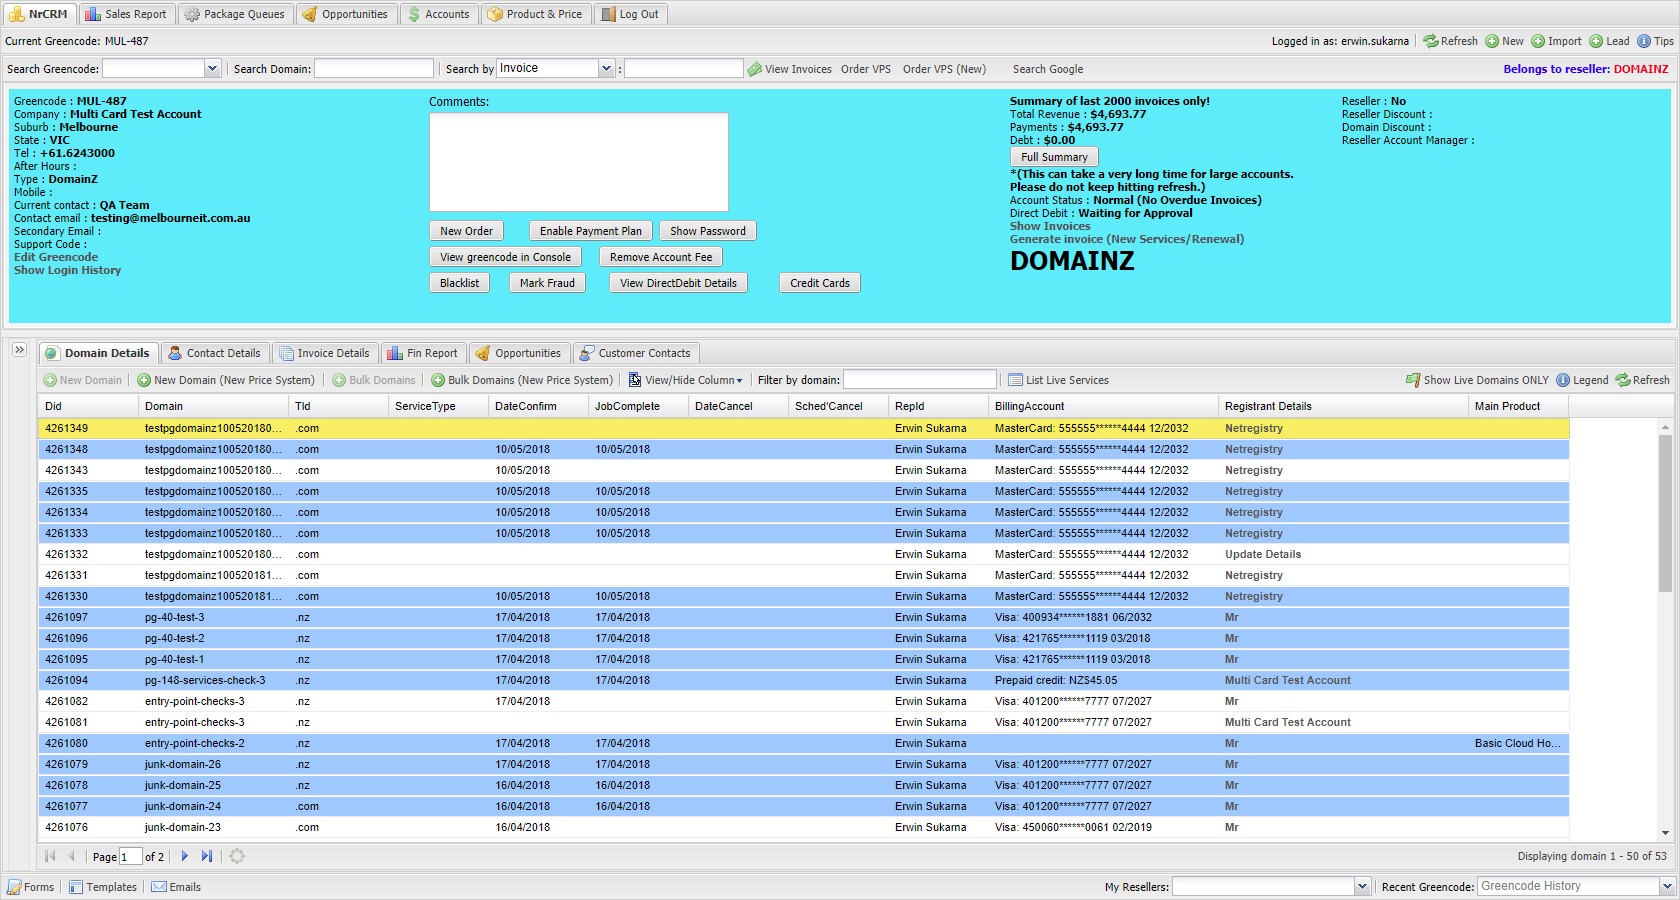 NrCRM Sales Report Package Queues Opportunities Accounts Product & Price Log Out
Current Greencode: MUL-487 Logged in as: erwin.sukarna Refresh New Import Lead Tips
Search Greencode: Search Domain: Search by Invoice : View Invoices Order VPS Order VPS (New) Search Google Belongs to reseller: DOMAINZ
Greencode : MUL-487
Company : Multi Card Test Account
Suburb : Melbourne
State : VIC
Tel : +61.6243000
After Hours :
Type : DomainZ
Mobile :
Current contact : QA Team
Contact email : testing@melbourneit.com.au
Secondary Email :
Support Code :
Edit Greencode
Show Login History
Comments:
New Order Enable Payment Plan Show Password
View greencode in Console Remove Account Fee
Blacklist Mark Fraud View DirectDebit Details Credit Cards
Summary of last 2000 invoices only!
Total Revenue : $4,693.77
Payments : $4,693.77
Debt : $0.00
Full Summary
*(This can take a very long time for large accounts.
Please do not keep hitting refresh.)
Account Status : Normal (No Overdue Invoices)
Direct Debit : Waiting for Approval
Show Invoices
Generate invoice (New Services/Renewal)
DOMAINZ
Reseller : No
Reseller Discount :
Domain Discount :
Reseller Account Manager :
Domain Details Contact Details Invoice Details Fin Report Opportunities Customer Contacts
New Domain New Domain (New Price System) Bulk Domains Bulk Domains (New Price System) View/Hide Column Filter by domain: List Live Services Show Live Domains ONLY Legend Refresh
Did Domain Tld ServiceType DateConfirm JobComplete DateCancel Sched'Cancel RepId BillingAccount Registrant Details Main Product
4261349 testpgdomainz100520180... .com Erwin Sukarna MasterCard: 555555******4444 12/2032 Netregistry
4261348 testpgdomainz100520180... .com 10/05/2018 10/05/2018 Erwin Sukarna MasterCard: 555555******4444 12/2032 Netregistry
4261343 testpgdomainz100520180... .com 10/05/2018 Erwin Sukarna MasterCard: 555555******4444 12/2032 Netregistry
4261335 testpgdomainz100520180... .com 10/05/2018 10/05/2018 Erwin Sukarna MasterCard: 555555******4444 12/2032 Netregistry
4261334 testpgdomainz100520180... .com 10/05/2018 10/05/2018 Erwin Sukarna MasterCard: 555555******4444 12/2032 Netregistry
4261333 testpgdomainz100520180... .com 10/05/2018 10/05/2018 Erwin Sukarna MasterCard: 555555******4444 12/2032 Netregistry
4261332 testpgdomainz100520180... .com Erwin Sukarna MasterCard: 555555******4444 12/2032 Update Details
4261331 testpgdomainz100520181... .com Erwin Sukarna MasterCard: 555555******4444 12/2032 Netregistry
4261330 testpgdomainz100520181... .com 10/05/2018 10/05/2018 Erwin Sukarna MasterCard: 555555******4444 12/2032 Netregistry
4261097 pg-40-test-3 .nz 17/04/2018 17/04/2018 Erwin Sukarna Visa: 400934******1881 06/2032 Mr
4261096 pg-40-test-2 .nz 17/04/2018 17/04/2018 Erwin Sukarna Visa: 421765******1119 03/2018 Mr
4261095 pg-40-test-1 .nz 17/04/2018 17/04/2018 Erwin Sukarna Visa: 421765******1119 03/2018 Mr
4261094 pg-148-services-check-3 .nz 17/04/2018 17/04/2018 Erwin Sukarna Prepaid credit: NZ$45.05 Multi Card Test Account
4261082 entry-point-checks-3 .nz 17/04/2018 Erwin Sukarna Visa: 401200******7777 07/2027 Mr
4261081 entry-point-checks-3 .nz Erwin Sukarna Visa: 401200******7777 07/2027 Multi Card Test Account
4261080 entry-point-checks-2 .nz 17/04/2018 17/04/2018 Erwin Sukarna Mr Basic Cloud Ho...
4261079 junk-domain-26 .nz 17/04/2018 17/04/2018 Erwin Sukarna Visa: 401200******7777 07/2027 Mr
4261078 junk-domain-25 .nz 16/04/2018 16/04/2018 Erwin Sukarna Visa: 401200******7777 07/2027 Mr
4261077 junk-domain-24 .com 16/04/2018 16/04/2018 Erwin Sukarna Visa: 401200******7777 07/2027 Mr
4261076 junk-domain-23 .com 16/04/2018 Erwin Sukarna Visa: 450060******0061 02/2019 Mr
Page 1 of 2 Displaying domain 1 - 50 of 53
Forms Templates Emails My Resellers: Recent Greencode: Greencode History